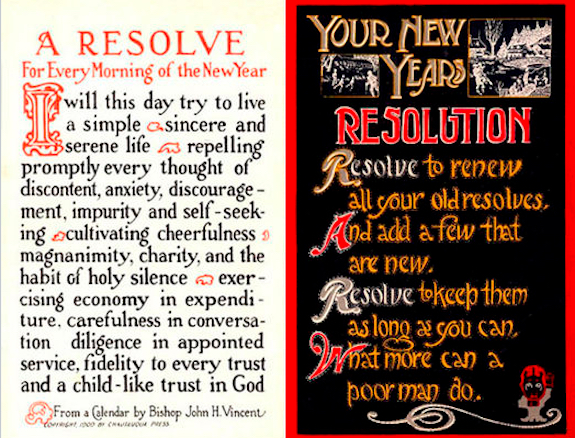 A RESOLVE
For Every Morning of the New Year
I will this day try to live
a simple sincere and
serene life repelling
promptly every thought of
discontent, anxiety, discourage-
ment, impurity and self-seek-
ing cultivating cheerfulness
magnanimity, charity, and the
habit of holy silence exer-
cising economy in expendi-
ture, carefulness in conversa-
tion diligence in appointed
service, fidelity to every trust
and a child-like trust in God
From a Calendar by Bishop John H. Vincent
COPYRIGHT, 1900 BY CHAUTAUQUA PRESS
YOUR NEW
YEARS
RESOLUTION
Resolve to renew
all your old resolves,
And add a few that
are new.
Resolve to keep them
as long as you can,
What more can a
poor man do.